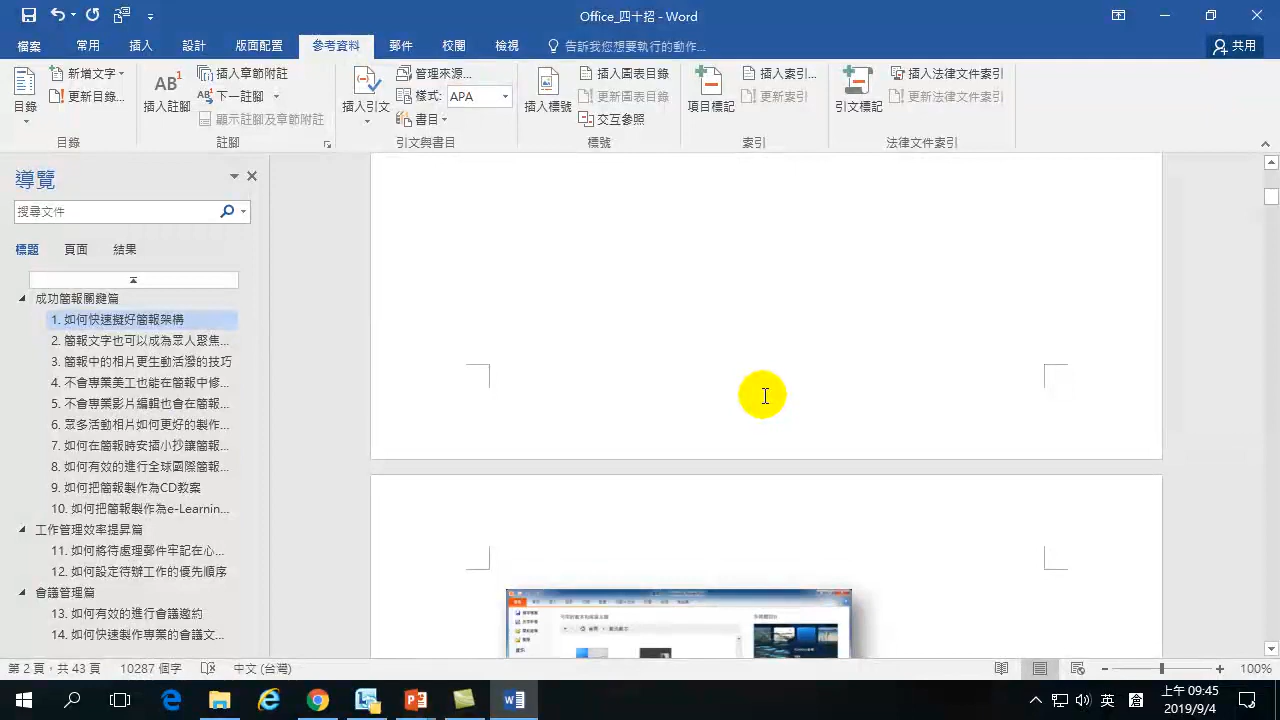 Office_四十招 - Word
檔案 常用 插入 設計 版面配置 參考資料 郵件 校閱 檢視 告訴我您想要執行的動作... 共用
目錄 新增文字 更新目錄...
AB1 插入註腳 插入章節附註 AB1 下一註腳 顯示註腳及章節附註
插入引文 管理來源... 樣式: APA 書目
插入標號 插入圖表目錄 更新圖表目錄 交互參照
項目標記 插入索引... 更新索引
引文標記 插入法律文件索引 更新法律文件索引
目錄 註腳 引文與書目 標號 索引 法律文件索引
導覽
搜尋文件
標題 頁面 結果
成功簡報關鍵篇
1. 如何快速擬好簡報架構
2. 簡報文字也可以成為眾人聚焦...
3. 簡報中的相片更生動活潑的技巧
4. 不會專業美工也能在簡報中修...
5. 不會專業影片編輯也會在簡報...
6. 眾多活動相片如何更好的製作...
7. 如何在簡報時安插小抄讓簡報...
8. 如何有效的進行全球國際簡報...
9. 如何把簡報製作為CD教案
10. 如何把簡報製作為e-Learnin...
工作管理效率提昇篇
11. 如何將待處理郵件牢記在心...
12. 如何設定待辦工作的優先順序
會議管理篇
13. 如何有效的進行會議邀約
14. 如何快速製作專業的會議文...
第 2 頁，共 43 頁 10287 個字 中文 (台灣) 100%
英 上午 09:45
2019/9/4